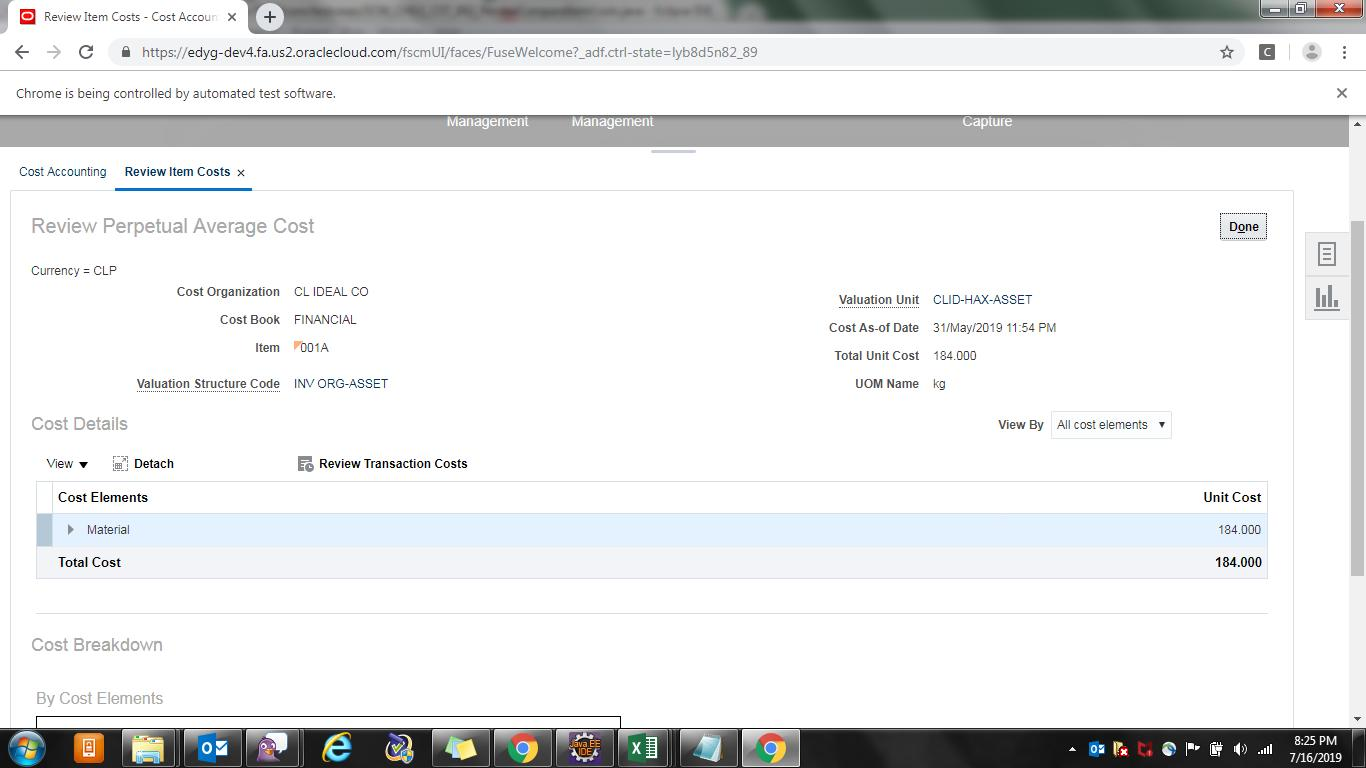 Review Item Costs - Cost Accoun
https://edyg-dev4.fa.us2.oraclecloud.com/fscmUI/faces/FuseWelcome?_adf.ctrl-state=lyb8d5n82_89
C
Chrome is being controlled by automated test software.
Management Management Capture
Cost Accounting Review Item Costs
Review Perpetual Average Cost Done
Currency = CLP
Cost Organization CL IDEAL CO
Valuation Unit CLID-HAX-ASSET
Cost Book FINANCIAL
Cost As-of Date 31/May/2019 11:54 PM
Item 001A
Total Unit Cost 184.000
Valuation Structure Code INV ORG-ASSET
UOM Name kg
Cost Details View By All cost elements
View Detach Review Transaction Costs
Cost Elements Unit Cost
Material 184.000
Total Cost 184.000
Cost Breakdown
By Cost Elements
Java EE
IDE
8:25 PM
7/16/2019